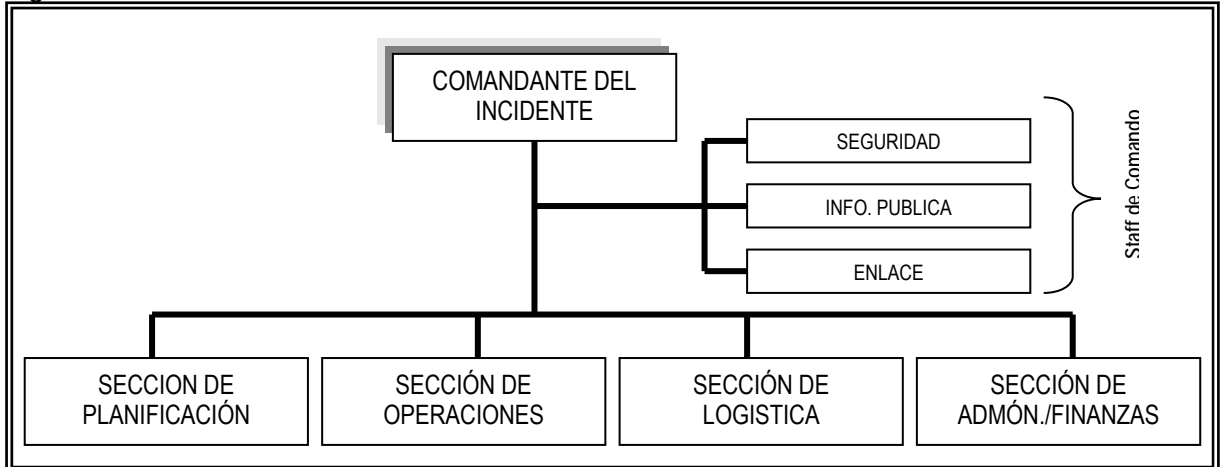 COMANDANTE DEL
INCIDENTE
SEGURIDAD
INFO. PUBLICA
ENLACE
Staff de Comando
SECCION DE
PLANIFICACIÓN
SECCIÓN DE
OPERACIONES
SECCIÓN DE
LOGISTICA
SECCIÓN DE
ADMÓN./FINANZAS